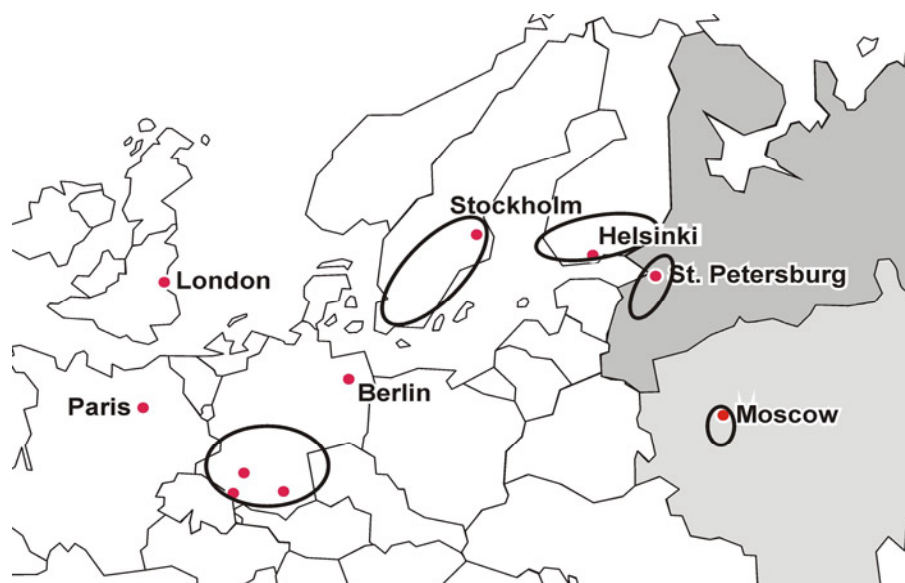 Stockholm
Helsinki
St. Petersburg
London
Berlin
Paris
Moscow